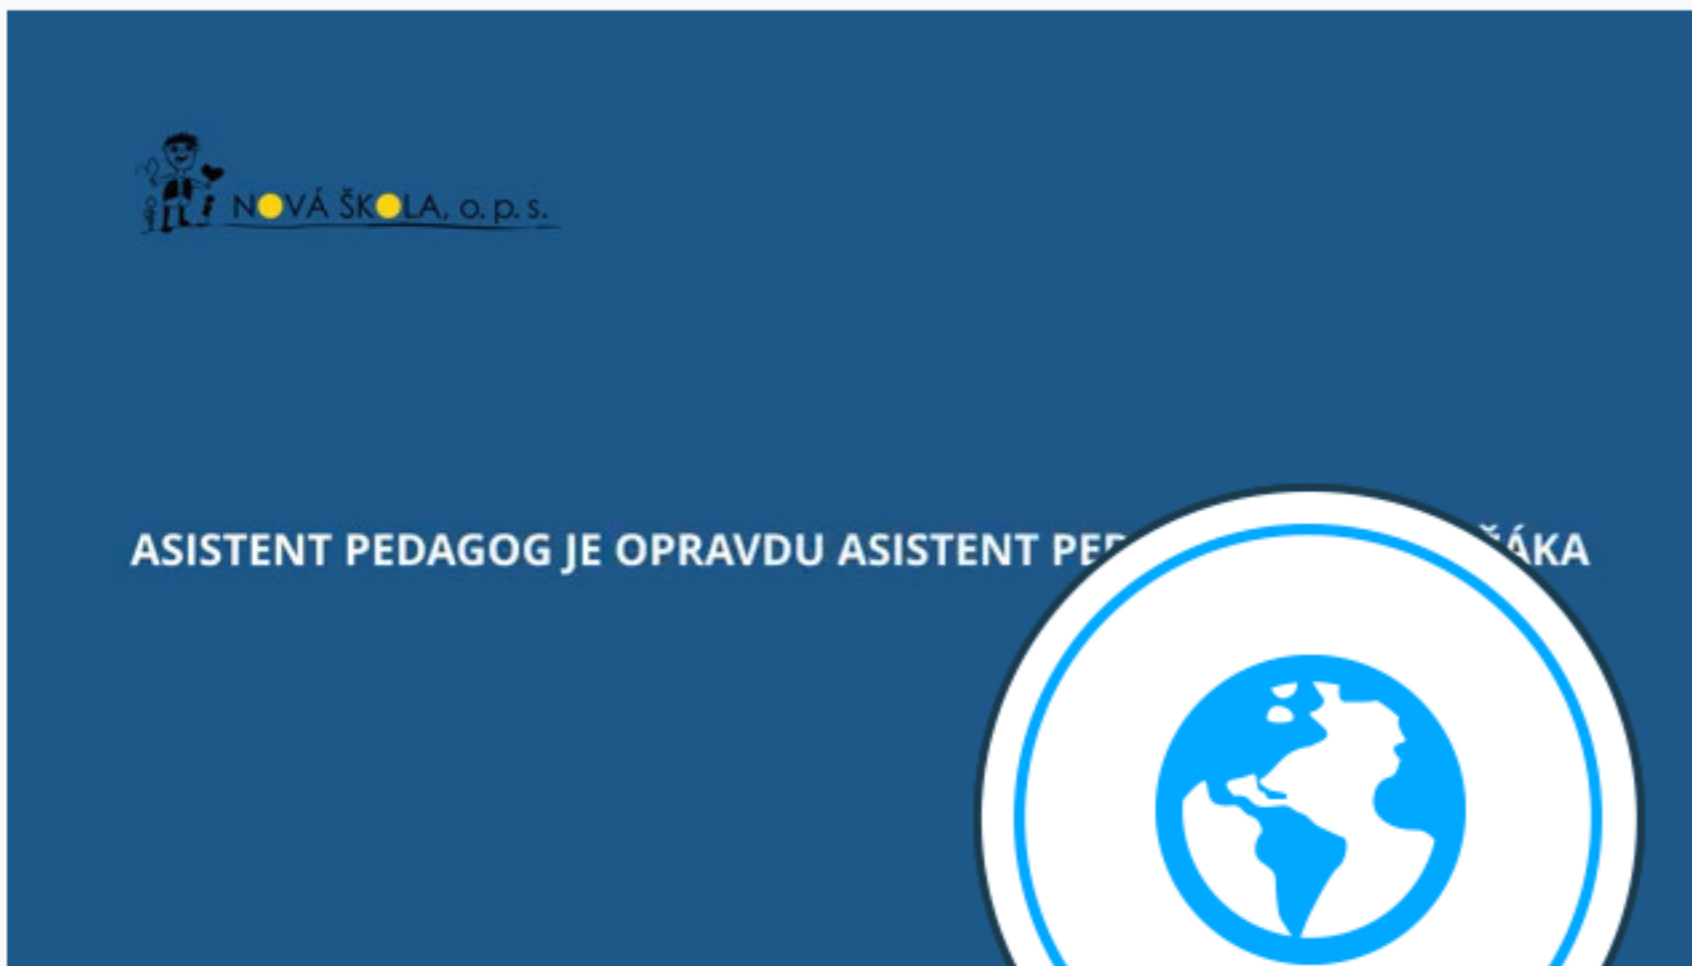 NOVÁ ŠKOLA, o. p. s.
ASISTENT PEDAGOG JE OPRAVDU ASISTENT